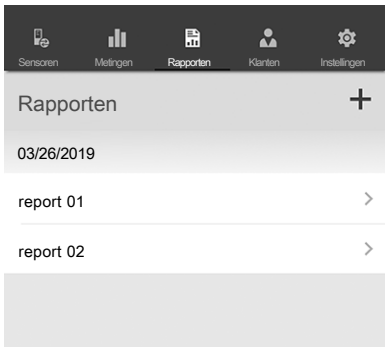 Sensoren Metingen Rapporten Klanten Instellingen
Rapporten
03/26/2019
report 01
report 02